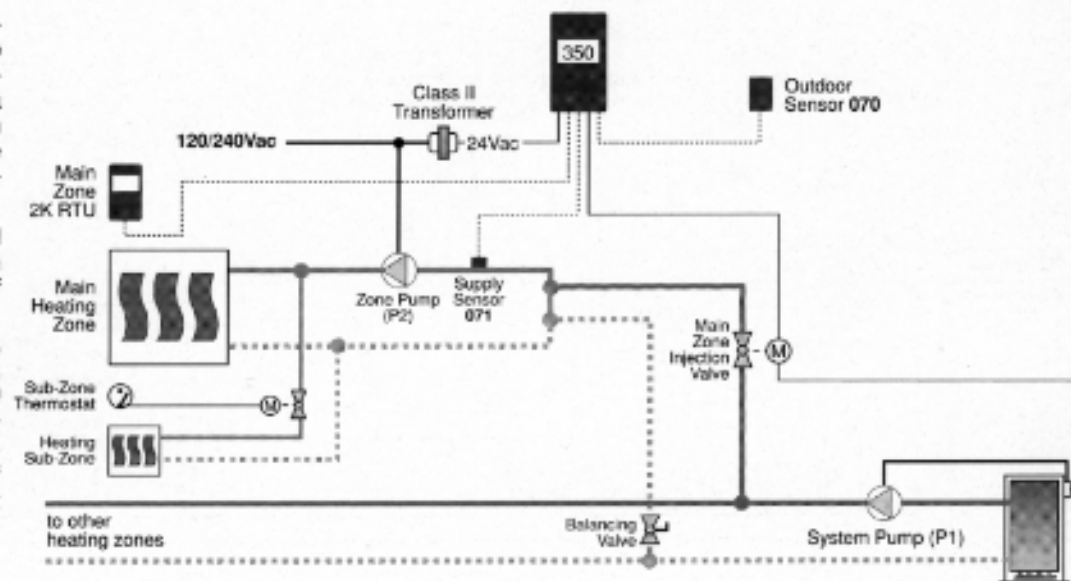 350
Outdoor
Sensor 070
Class II
Transformer
120/240Vac
24Vac
Main
Zone
2K RTU
Main
Heating
Zone
Zone Pump
(P2)
Supply
Sensor
071
Main
Zone
Injection
Valve
M
Sub-Zone
Thermostat
M
Heating
Sub-Zone
to other
heating zones
Balancing
Valve
System Pump (P1)